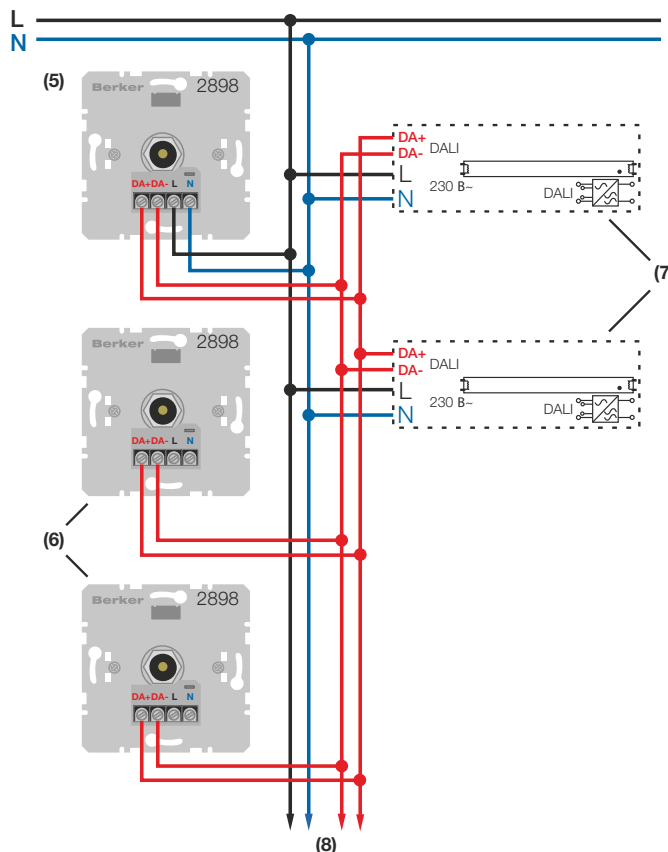 L
N
(5)
Berker 2898
DA+ DA- L N
DA+
DA- DALI
L
230 В~
N
DALI
(7)
Berker 2898
DA+ DA- L N
DA+
DA- DALI
L
230 В~
N
DALI
(6)
Berker 2898
DA+ DA- L N
(8)